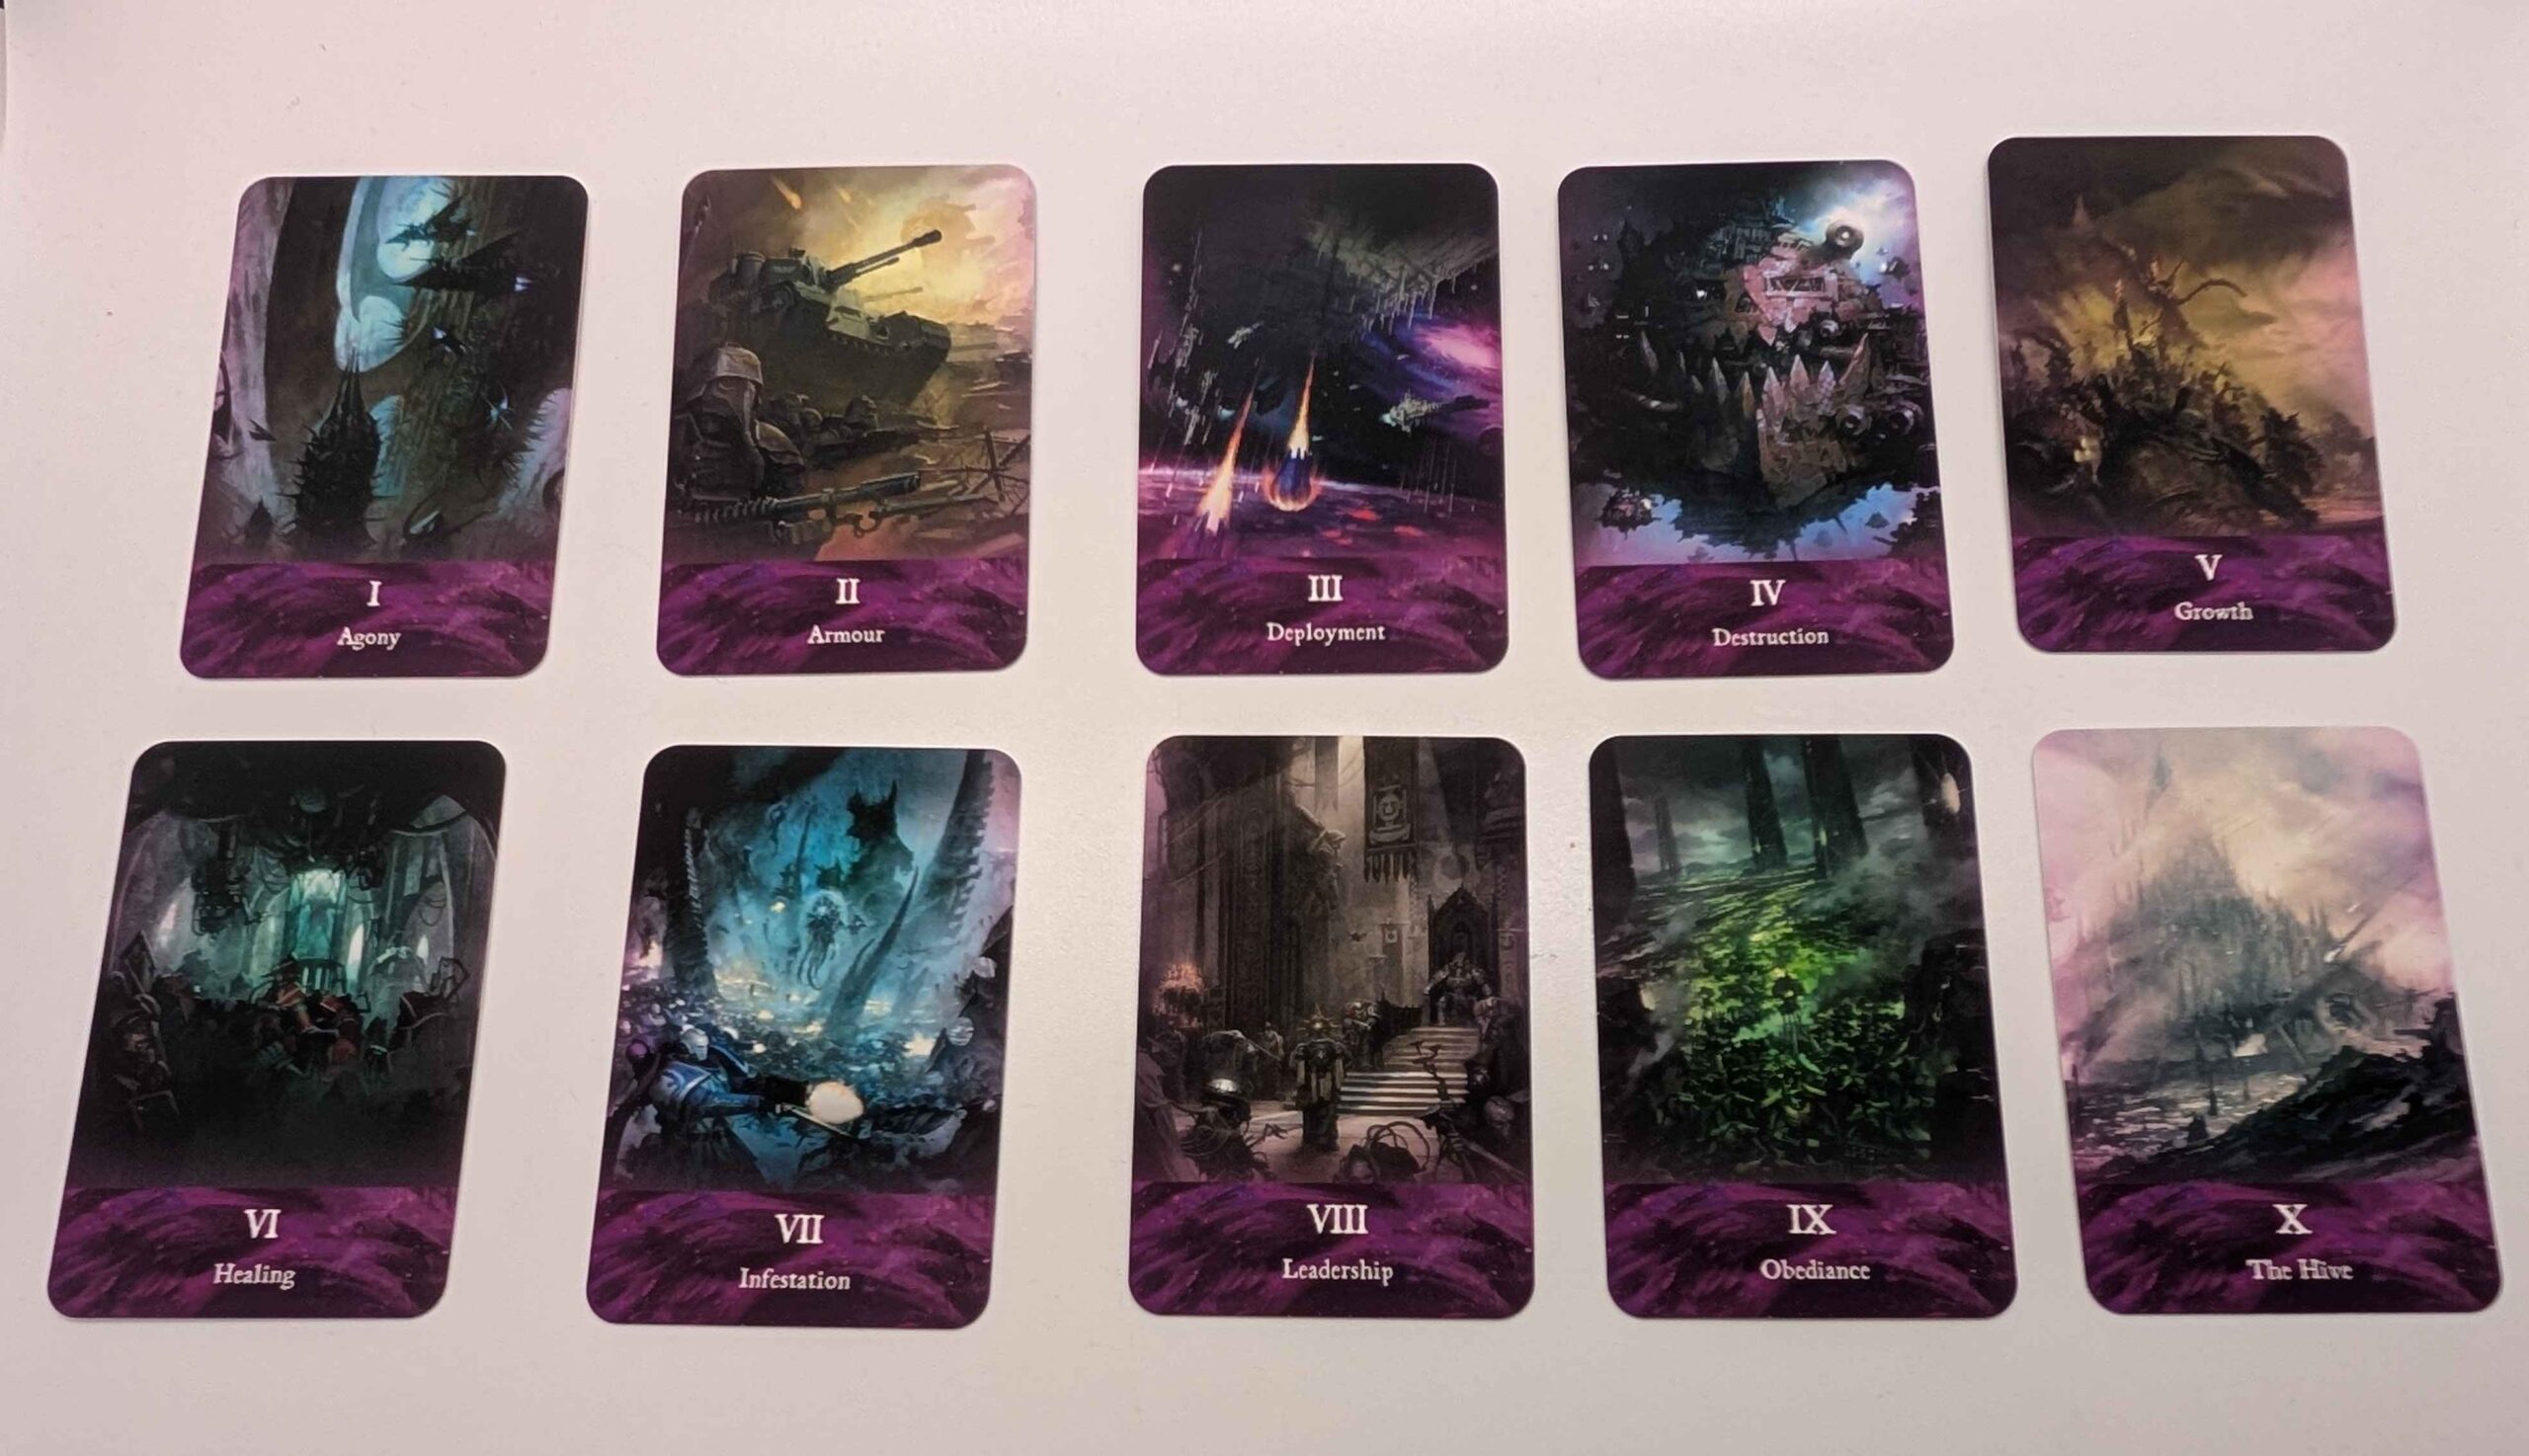 I
Agony
II
Armour
III
Deployment
IV
Destruction
V
Growth
VI
Healing
VII
Infestation
VIII
Leadership
IX
Obediance
X
The Hive